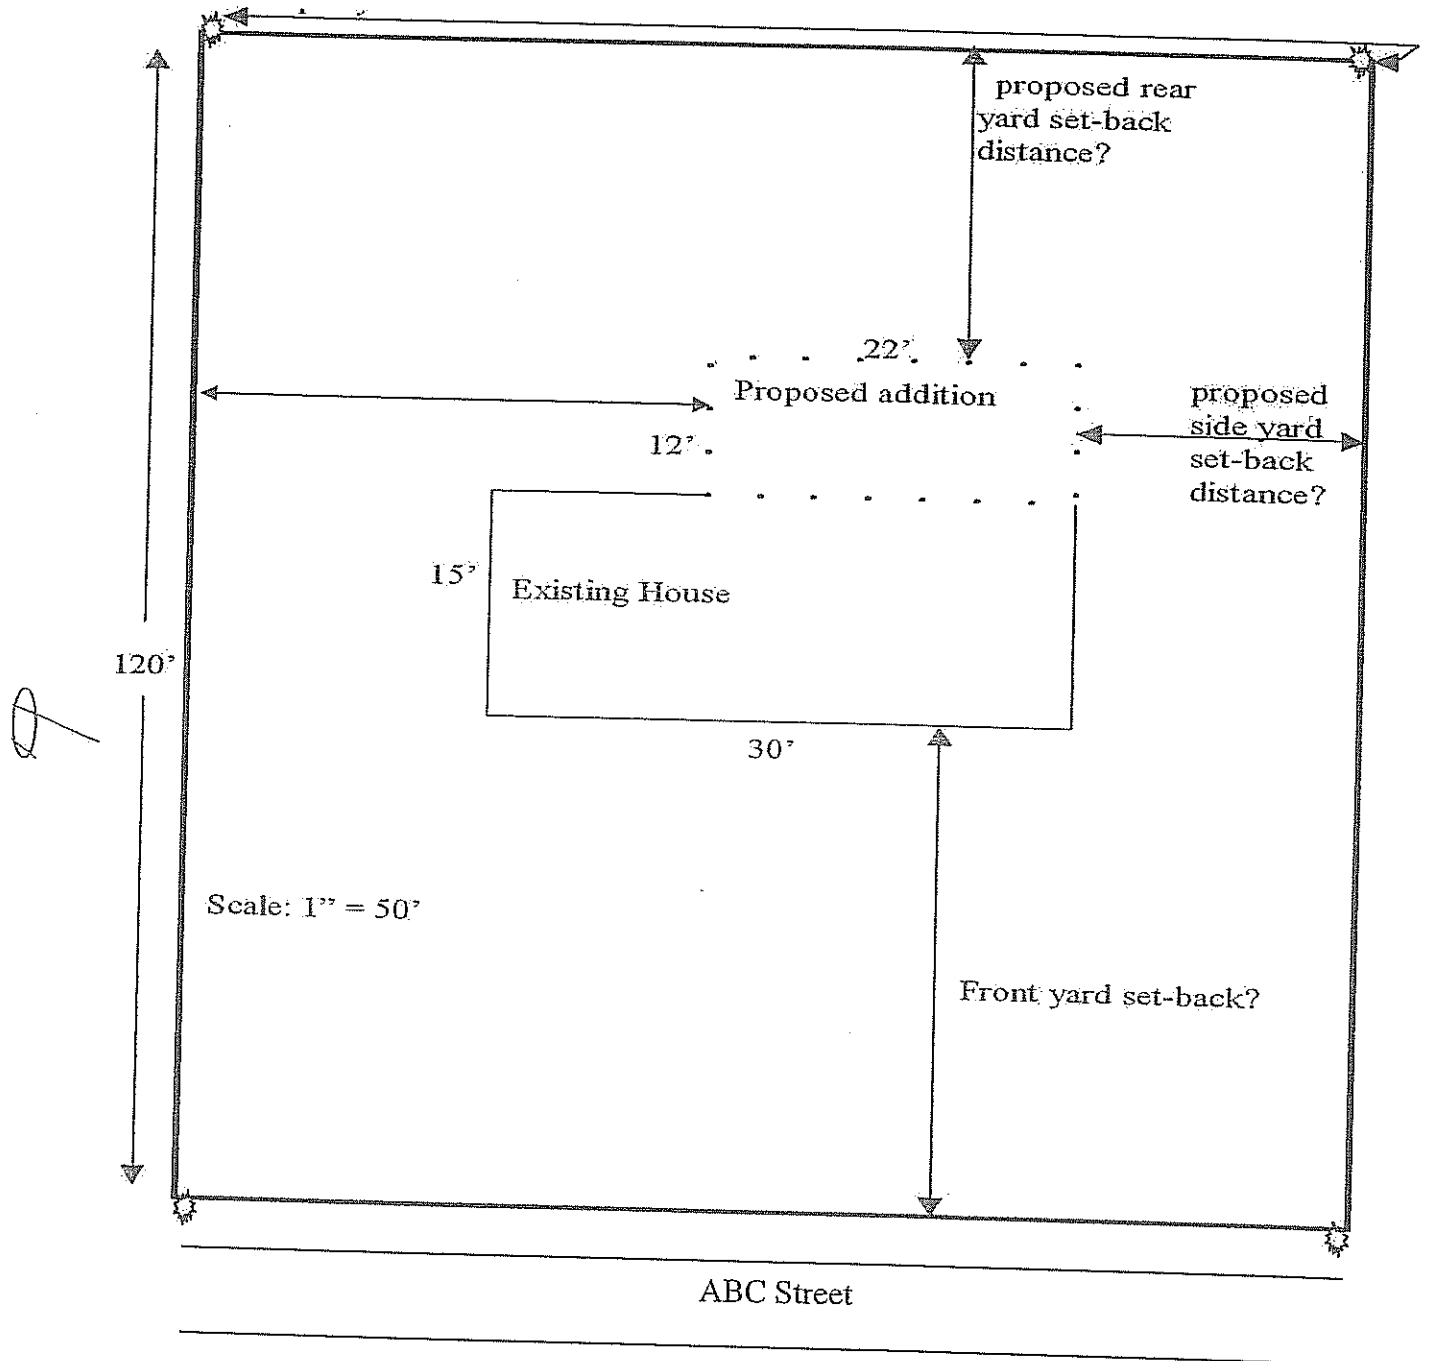 proposed rear
yard set-back
distance?
22'
Proposed addition
proposed
side yard
set-back
distance?
12'
15'
Existing House
120'
30'
Scale: 1" = 50'
Front yard set-back?
ABC Street